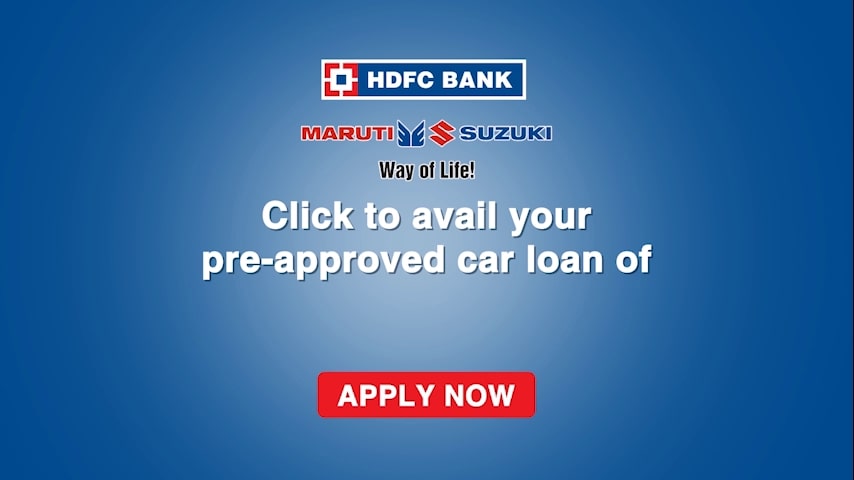 HDFC BANK
MARUTI SUZUKI
Way of Life!
Click to avail your
pre-approved car loan of
APPLY NOW